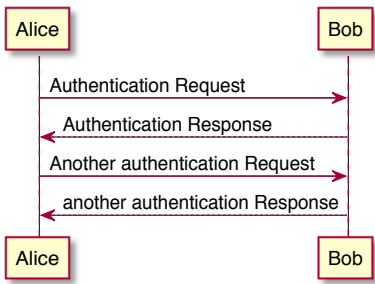 Alice Bob
Authentication Request
Authentication Response
Another authentication Request
another authentication Response
Alice Bob